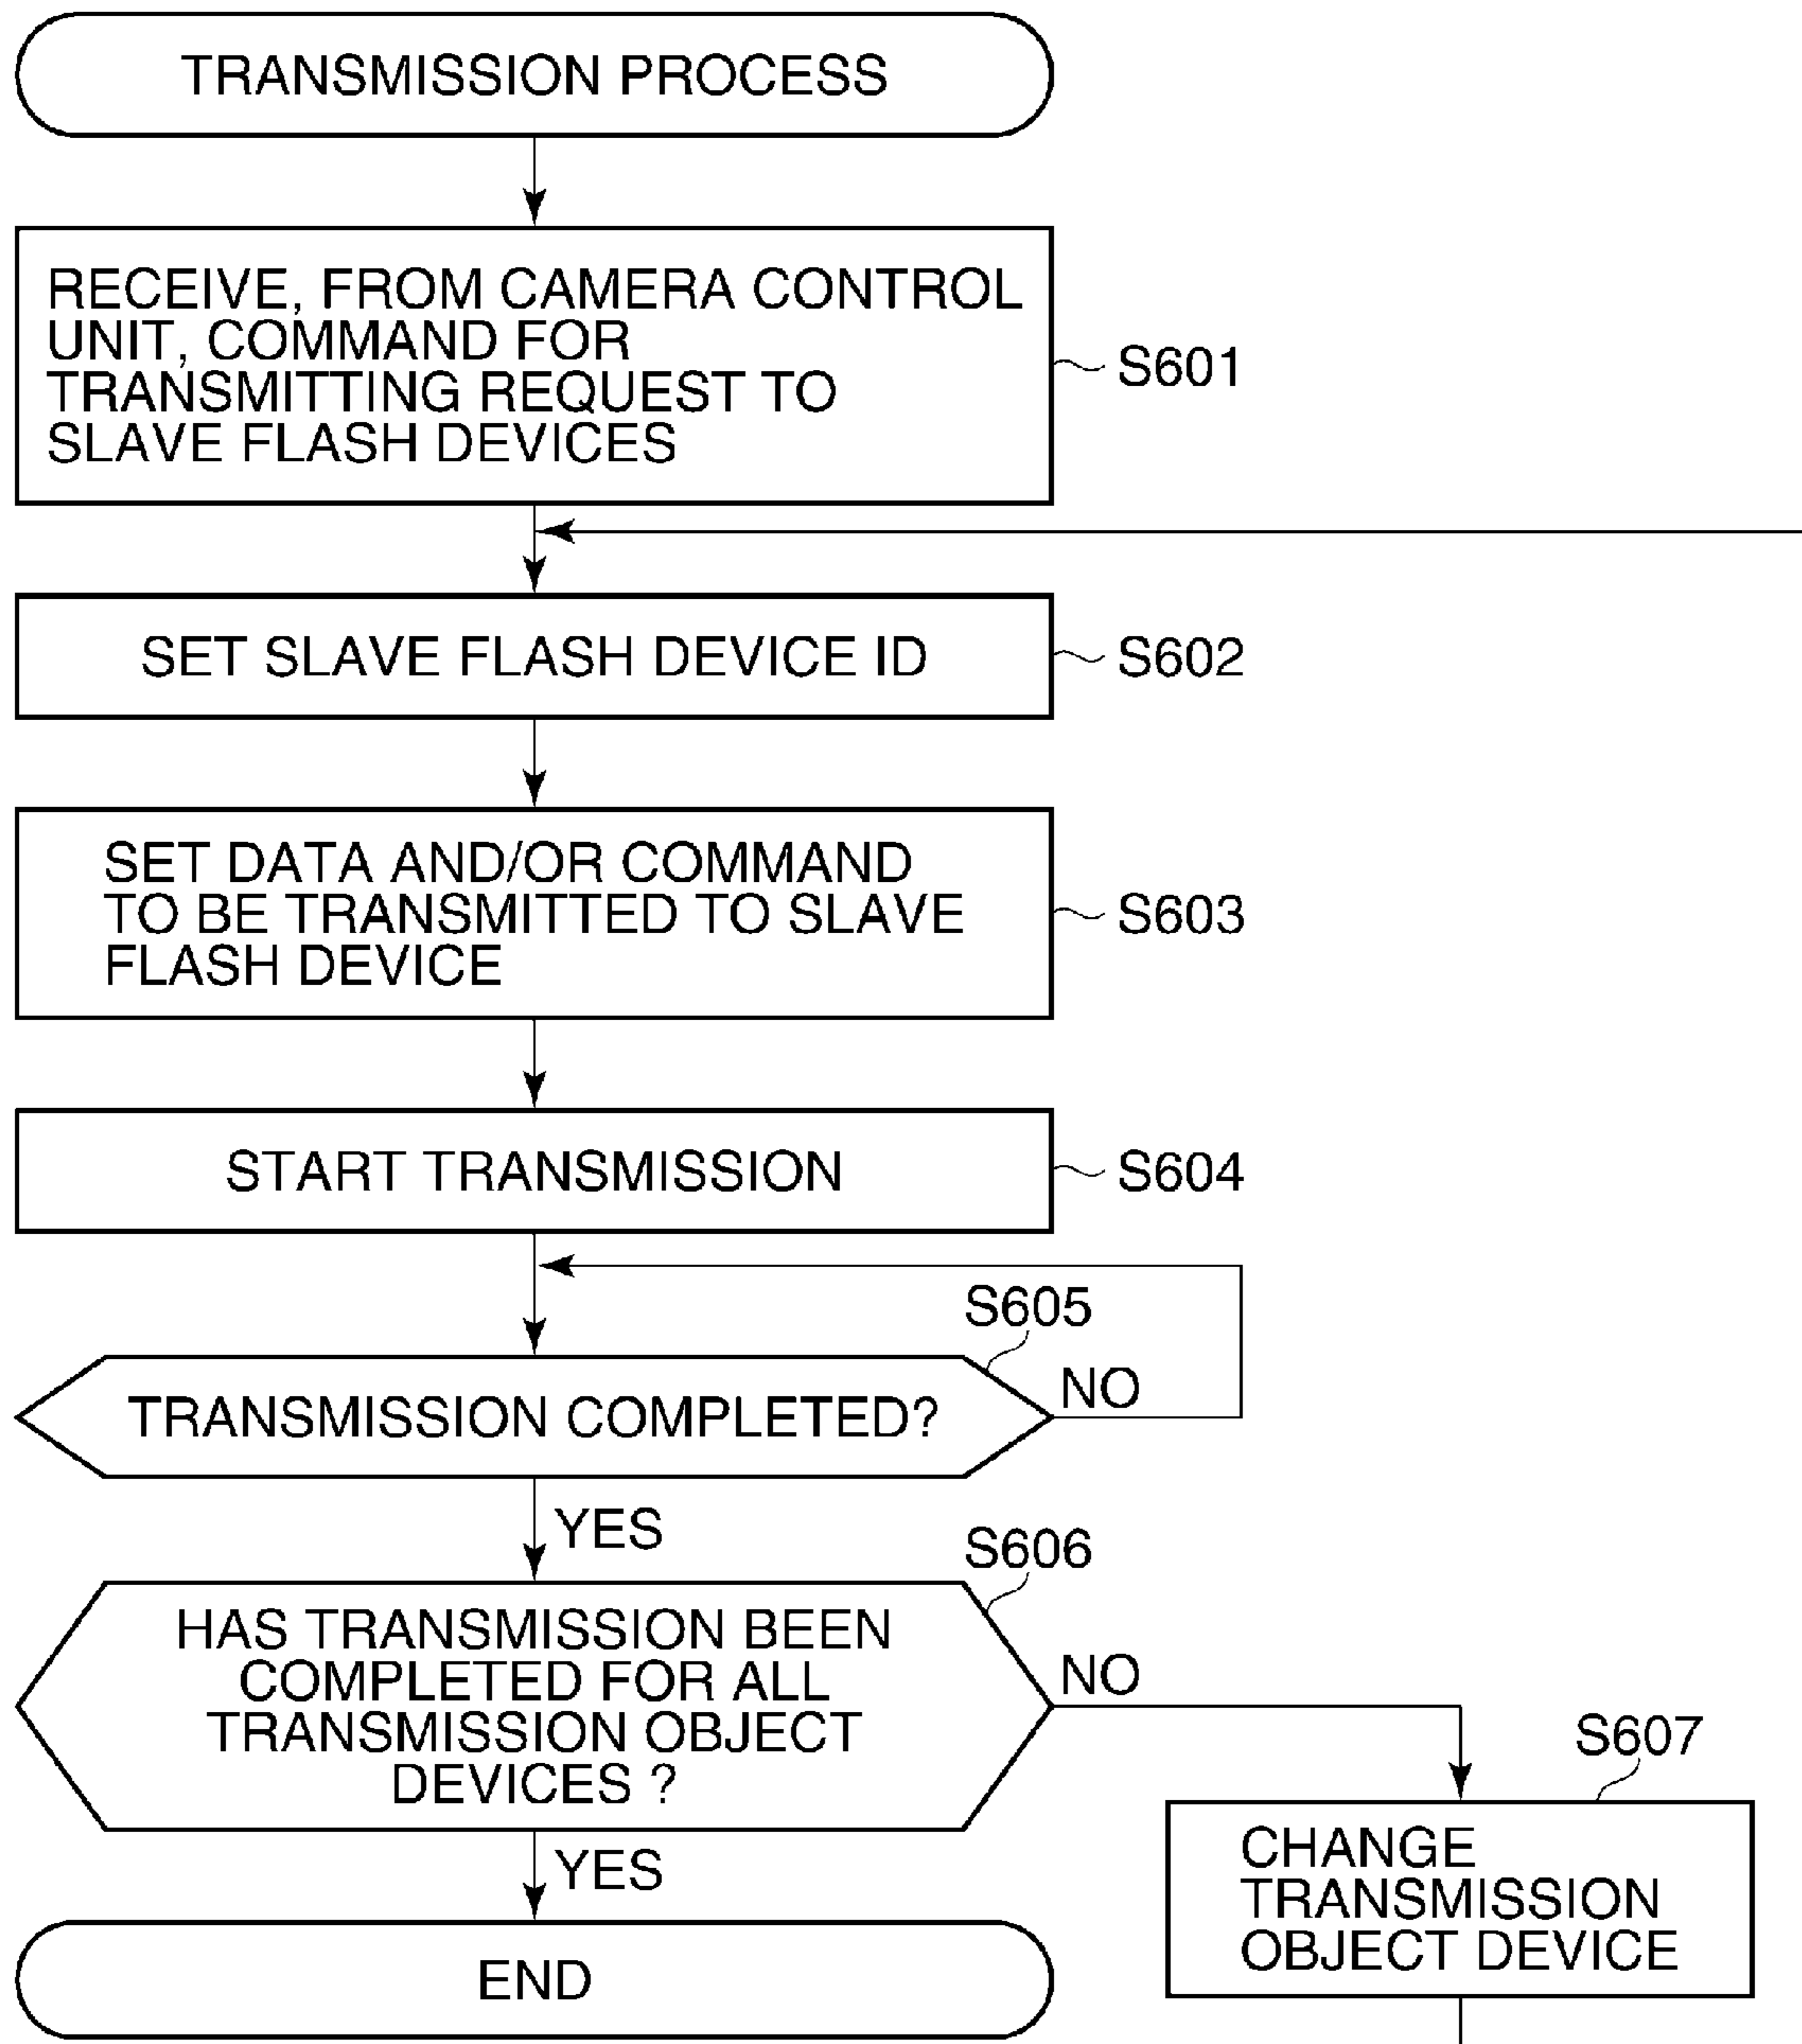 TRANSMISSION PROCESS
RECEIVE, FROM CAMERA CONTROL
UNIT, COMMAND FOR
TRANSMITTING REQUEST TO
SLAVE FLASH DEVICES
S601
SET SLAVE FLASH DEVICE ID
S602
SET DATA AND/OR COMMAND
TO BE TRANSMITTED TO SLAVE
FLASH DEVICE
S603
START TRANSMISSION
S604
S605
TRANSMISSION COMPLETED?
NO
YES
S606
HAS TRANSMISSION BEEN
COMPLETED FOR ALL
TRANSMISSION OBJECT
DEVICES ?
NO
S607
CHANGE
TRANSMISSION
OBJECT DEVICE
YES
END